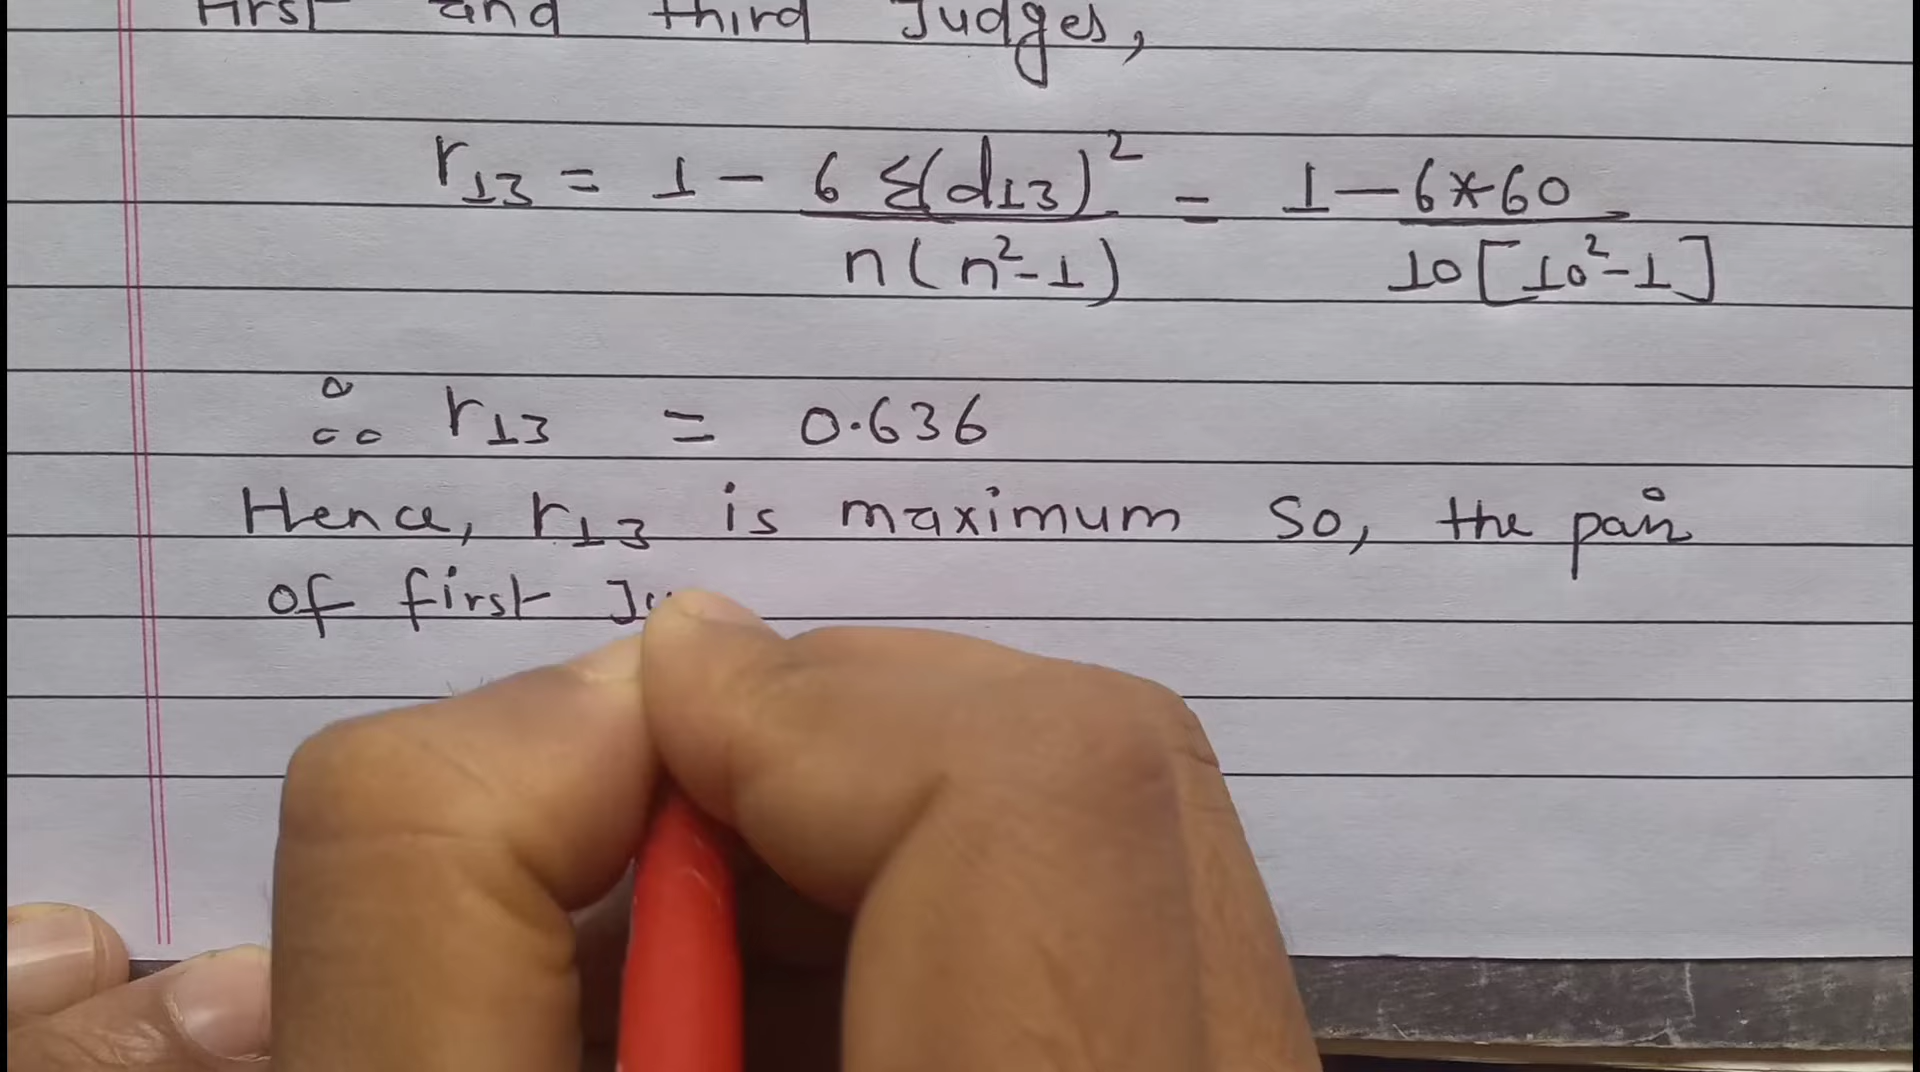 First and third Judges,
r13 = 1 - 6 Σ(d13)² / n(n²-1) = 1 - 6*60 / 10[10²-1]
∴ r13 = 0.636
Hence, r13 is maximum so, the pair
of first Ju